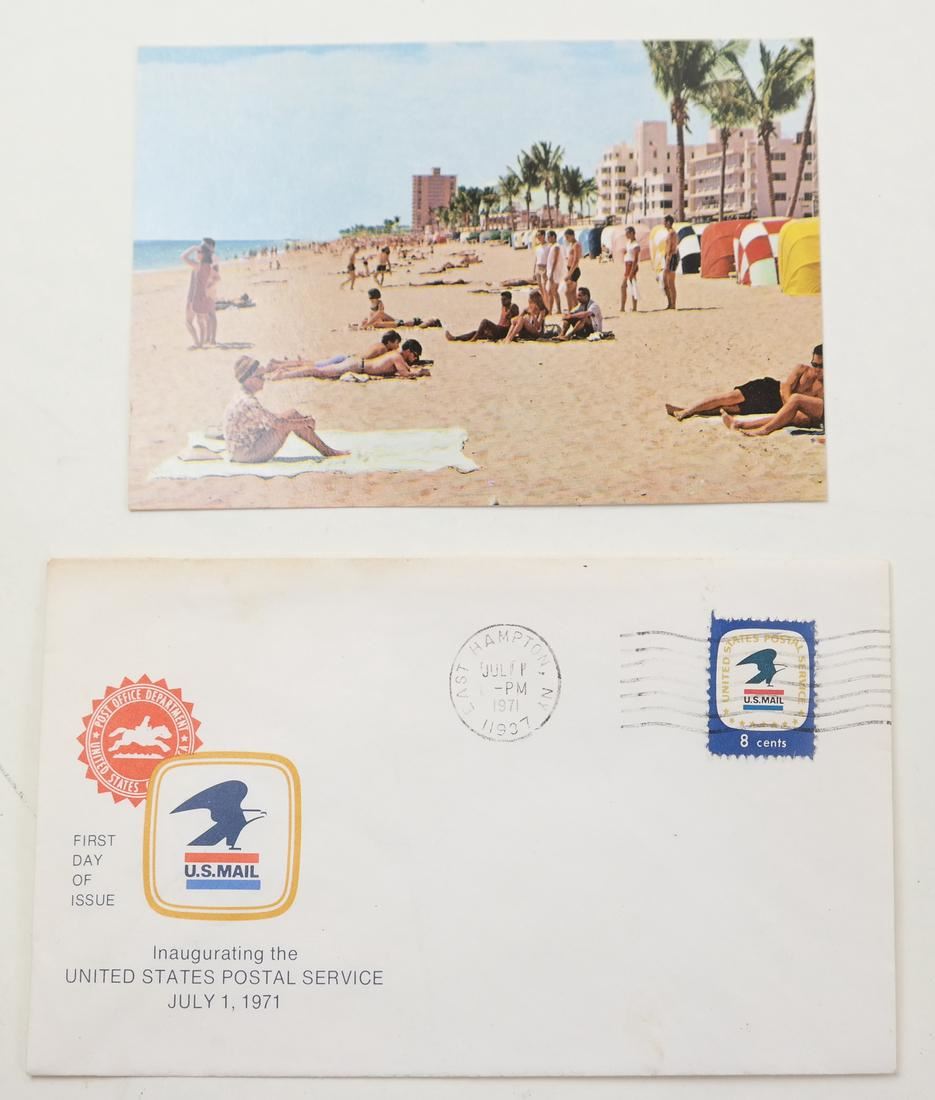 POST OFFICE DEPARTMENT
UNITED STATES
U.S.MAIL
FIRST
DAY
OF
ISSUE
Inaugurating the
UNITED STATES POSTAL SERVICE
JULY 1, 1971
EAST HAMPTON, NY
JUL 1
PM
1971
11937
UNITED STATES POSTAL SERVICE
U.S.MAIL
8 cents